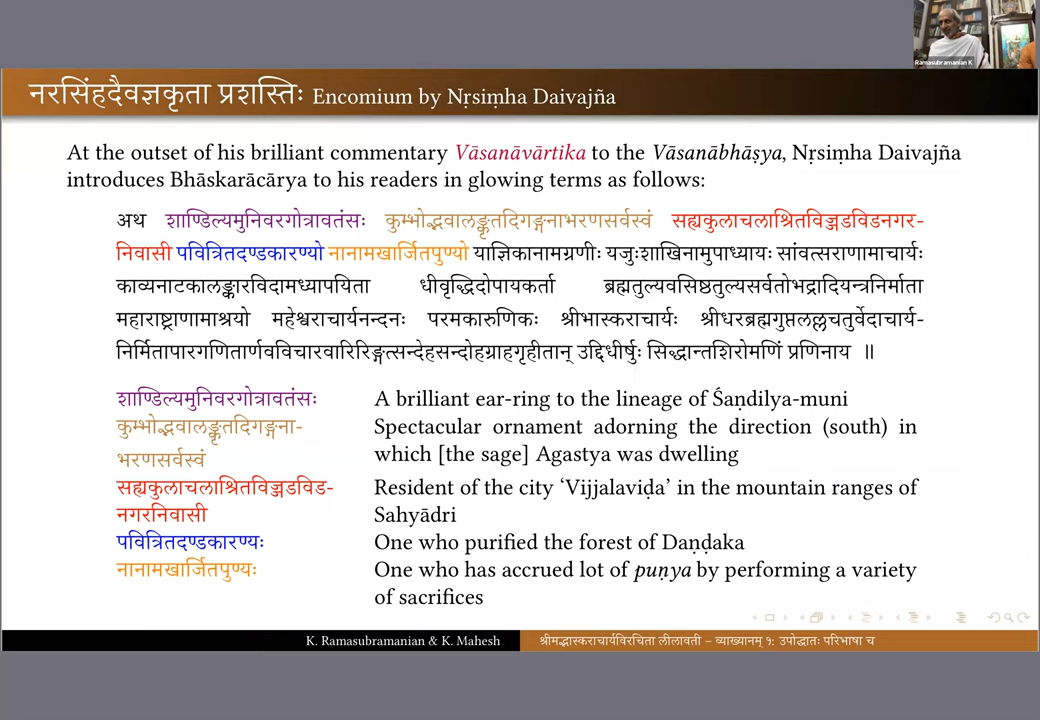 Ramasubramanian K
नरसिंहदैवज्ञकृता प्रशस्तिः Encomium by Nṛsiṃha Daivajña
At the outset of his brilliant commentary Vāsanāvārtika to the Vāsanābhāṣya, Nṛsiṃha Daivajña
introduces Bhāskarācārya to his readers in glowing terms as follows:
अथ शाण्डिल्यमुनिवरगोत्रावतंसः कुम्भोद्भवालङ्कृतदिगङ्गनाभरणसर्वस्वं सह्यकुलाचलाश्रितविज्जडविडनगर-
निवासी पवित्रितदण्डकारण्यो नानामखार्जितपुण्यो याज्ञिकानामग्रणीः यजुःशाखिनामुपाध्यायः सांवत्सराणामाचार्यः
काव्यनाटकालङ्कारविदामध्यापयिता धीवृद्धिदोपायकर्ता ब्रह्मतुल्यवसिष्ठतुल्यसर्वतोभद्रादियन्त्रनिर्माता
महाराष्ट्राणामाश्रयो महेश्वराचार्यनन्दनः परमकारुणिकः श्रीभास्कराचार्यः श्रीधरब्रह्मगुप्तलल्लचतुर्वेदाचार्य-
निर्मितापारगणितार्णवविचारवारिरिङ्गत्सन्देहसन्दोहग्राहगृहीतान् उद्दिधीर्षुः सिद्धान्तशिरोमणिं प्रणिनाय ॥
शाण्डिल्यमुनिवरगोत्रावतंसः A brilliant ear-ring to the lineage of Śaṇḍilya-muni
कुम्भोद्भवालङ्कृतदिगङ्गना- Spectacular ornament adorning the direction (south) in
भरणसर्वस्वं which [the sage] Agastya was dwelling
सह्यकुलाचलाश्रितविज्जडविड- Resident of the city ‘Vijjalaviḍa’ in the mountain ranges of
नगरनिवासी Sahyādri
पवित्रितदण्डकारण्यः One who purified the forest of Daṇḍaka
नानामखार्जितपुण्यः One who has accrued lot of puṇya by performing a variety
of sacrifices
K. Ramasubramanian & K. Mahesh श्रीमद्भास्कराचार्यविरचिता लीलावती – व्याख्यानम् १: उपोद्घातः परिभाषा च